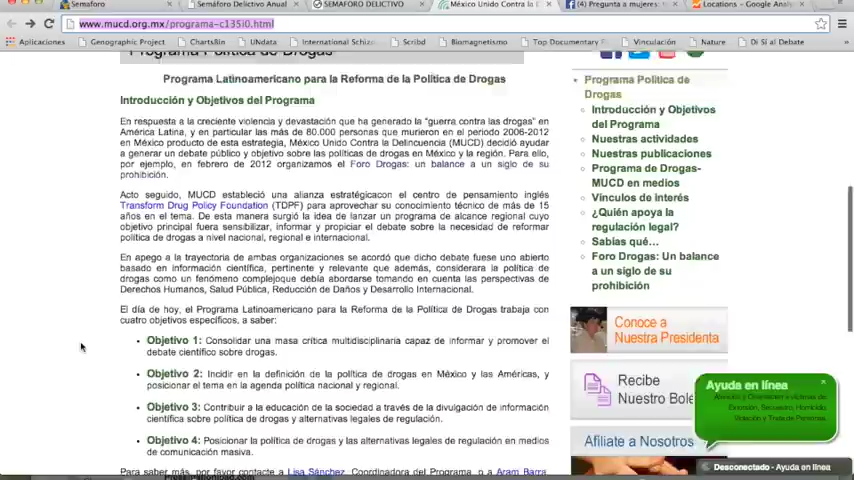 Semaforo
Semáforo Delictivo Anual
SEMAFORO DELICTIVO
México Unido Contra la D
(4) Pregunta a mujeres: t
Locations – Google Analy
www.mucd.org.mx/programa-c135i0.html
Aplicaciones
Genographic Project
ChartsBin
UNdata
International Schizo
Scribd
Biomagnetismo
Top Documentary F
Vinculación
Nature
Di Sí al Debate
Programa Política de Drogas
Programa Latinoamericano para la Reforma de la Política de Drogas
Introducción y Objetivos del Programa
En respuesta a la creciente violencia y devastación que ha generado la "guerra contra las drogas" en
América Latina, y en particular las más de 80.000 personas que murieron en el periodo 2006-2012
en México producto de esta estrategia, México Unido Contra la Delincuencia (MUCD) decidió ayudar
a generar un debate público y objetivo sobre las políticas de drogas en México y la región. Para ello,
por ejemplo, en febrero de 2012 organizamos el Foro Drogas: un balance a un siglo de su
prohibición.
Acto seguido, MUCD estableció una alianza estratégicacon el centro de pensamiento inglés
Transform Drug Policy Foundation (TDPF) para aprovechar su conocimiento técnico de más de 15
años en el tema. De esta manera surgió la idea de lanzar un programa de alcance regional cuyo
objetivo principal fuera sensibilizar, informar y propiciar el debate sobre la necesidad de reformar
política de drogas a nivel nacional, regional e internacional.
En apego a la trayectoria de ambas organizaciones se acordó que dicho debate fuese uno abierto
basado en información científica, pertinente y relevante que además, considerara la política de
drogas como un fenómeno complejoque debía abordarse tomando en cuenta las perspectivas de
Derechos Humanos, Salud Pública, Reducción de Daños y Desarrollo Internacional.
El día de hoy, el Programa Latinoamericano para la Reforma de la Política de Drogas trabaja con
cuatro objetivos específicos, a saber:
Objetivo 1: Consolidar una masa crítica multidisciplinaria capaz de informar y promover el
debate científico sobre drogas.
Objetivo 2: Incidir en la definición de la política de drogas en México y las Américas, y
posicionar el tema en la agenda política nacional y regional.
Objetivo 3: Contribuir a la educación de la sociedad a través de la divulgación de información
científica sobre política de drogas y alternativas legales de regulación.
Objetivo 4: Posicionar la política de drogas y las alternativas legales de regulación en medios
de comunicación masiva.
Para saber más, por favor contacte a Lisa Sánchez, Coordinadora del Programa, o a Aram Barra,
Programa Política de
Drogas
Introducción y Objetivos
del Programa
Nuestras actividades
Nuestras publicaciones
Programa de Drogas-
MUCD en medios
Vínculos de interés
¿Quién apoya la
regulación legal?
Sabías qué…
Foro Drogas: Un balance
a un siglo de su
prohibición
Conoce a
Nuestra Presidenta
Recibe
Nuestro Bole
Afiliate a Nosotros
Ayuda en línea
Atención y Orientación a víctimas de:
Extorsión, Secuestro, Homicidio,
Violación y Trata de Personas.
Desconectado - Ayuda en línea